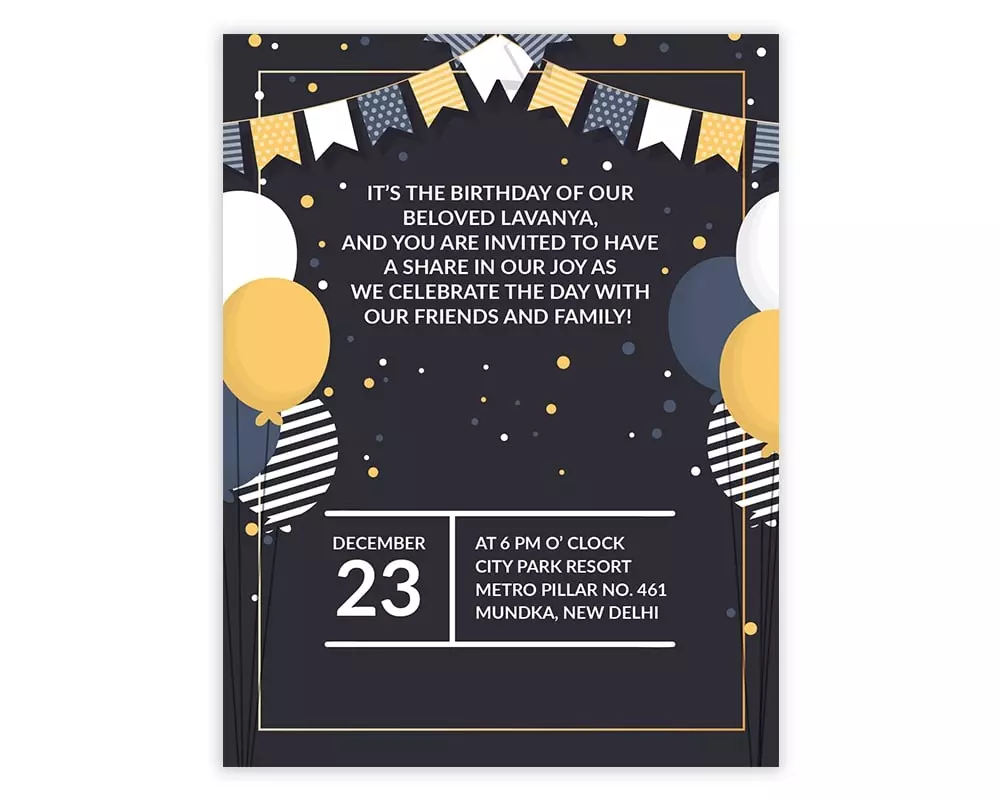 IT'S THE BIRTHDAY OF OUR
BELOVED LAVANYA,
AND YOU ARE INVITED TO HAVE
A SHARE IN OUR JOY AS
WE CELEBRATE THE DAY WITH
OUR FRIENDS AND FAMILY!
DECEMBER
23
AT 6 PM O' CLOCK
CITY PARK RESORT
METRO PILLAR NO. 461
MUNDKA, NEW DELHI